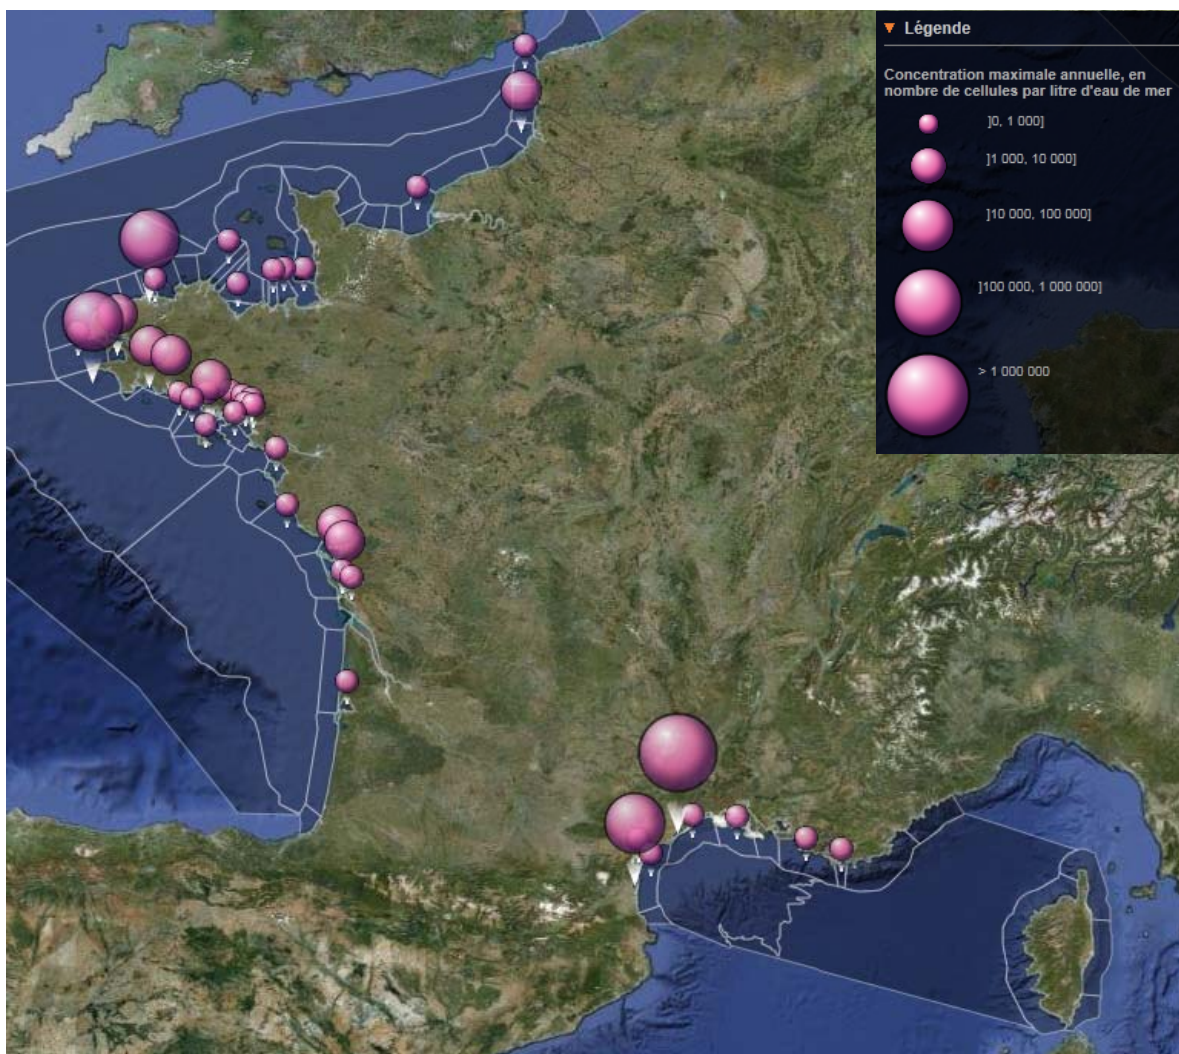 Légende
Concentration maximale annuelle, en
nombre de cellules par litre d'eau de mer
]0, 1 000]
]1 000, 10 000]
]10 000, 100 000]
]100 000, 1 000 000]
> 1 000 000